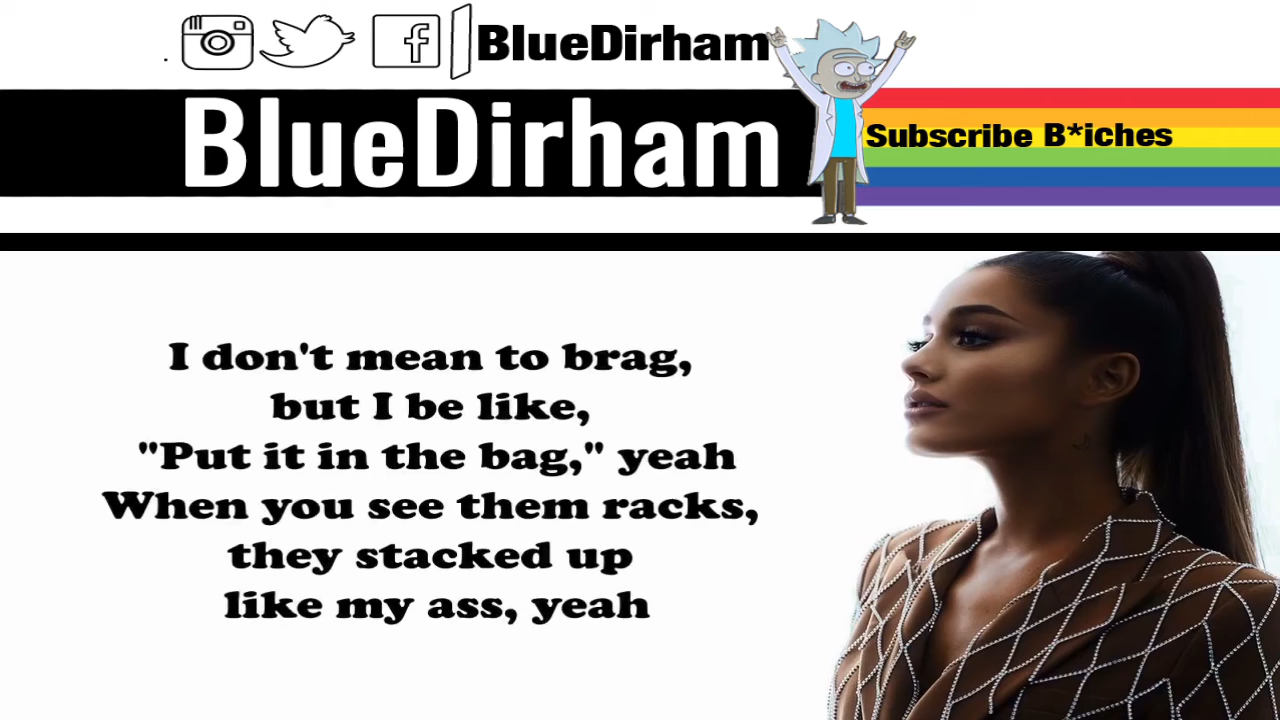 BlueDirham
BlueDirham
Subscribe B*iches
I don't mean to brag,
but I be like,
"Put it in the bag," yeah
When you see them racks,
they stacked up
like my ass, yeah